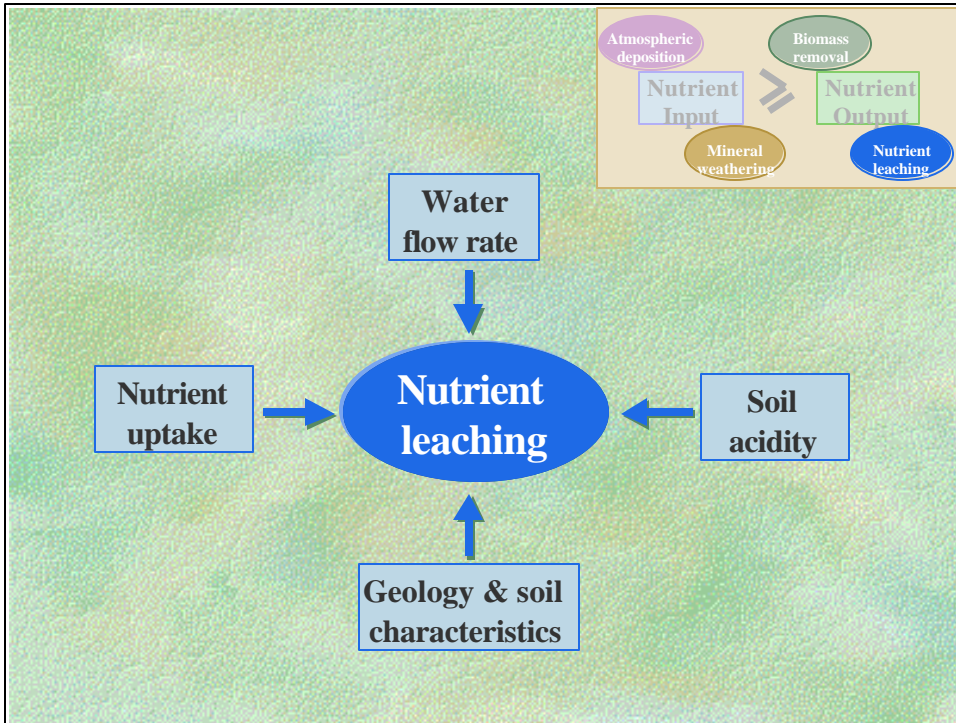 Atmospheric
deposition
Biomass
removal
Nutrient
Input
≥
Nutrient
Output
Mineral
weathering
Nutrient
leaching
Water
flow rate
Nutrient
uptake
Nutrient
leaching
Soil
acidity
Geology & soil
characteristics